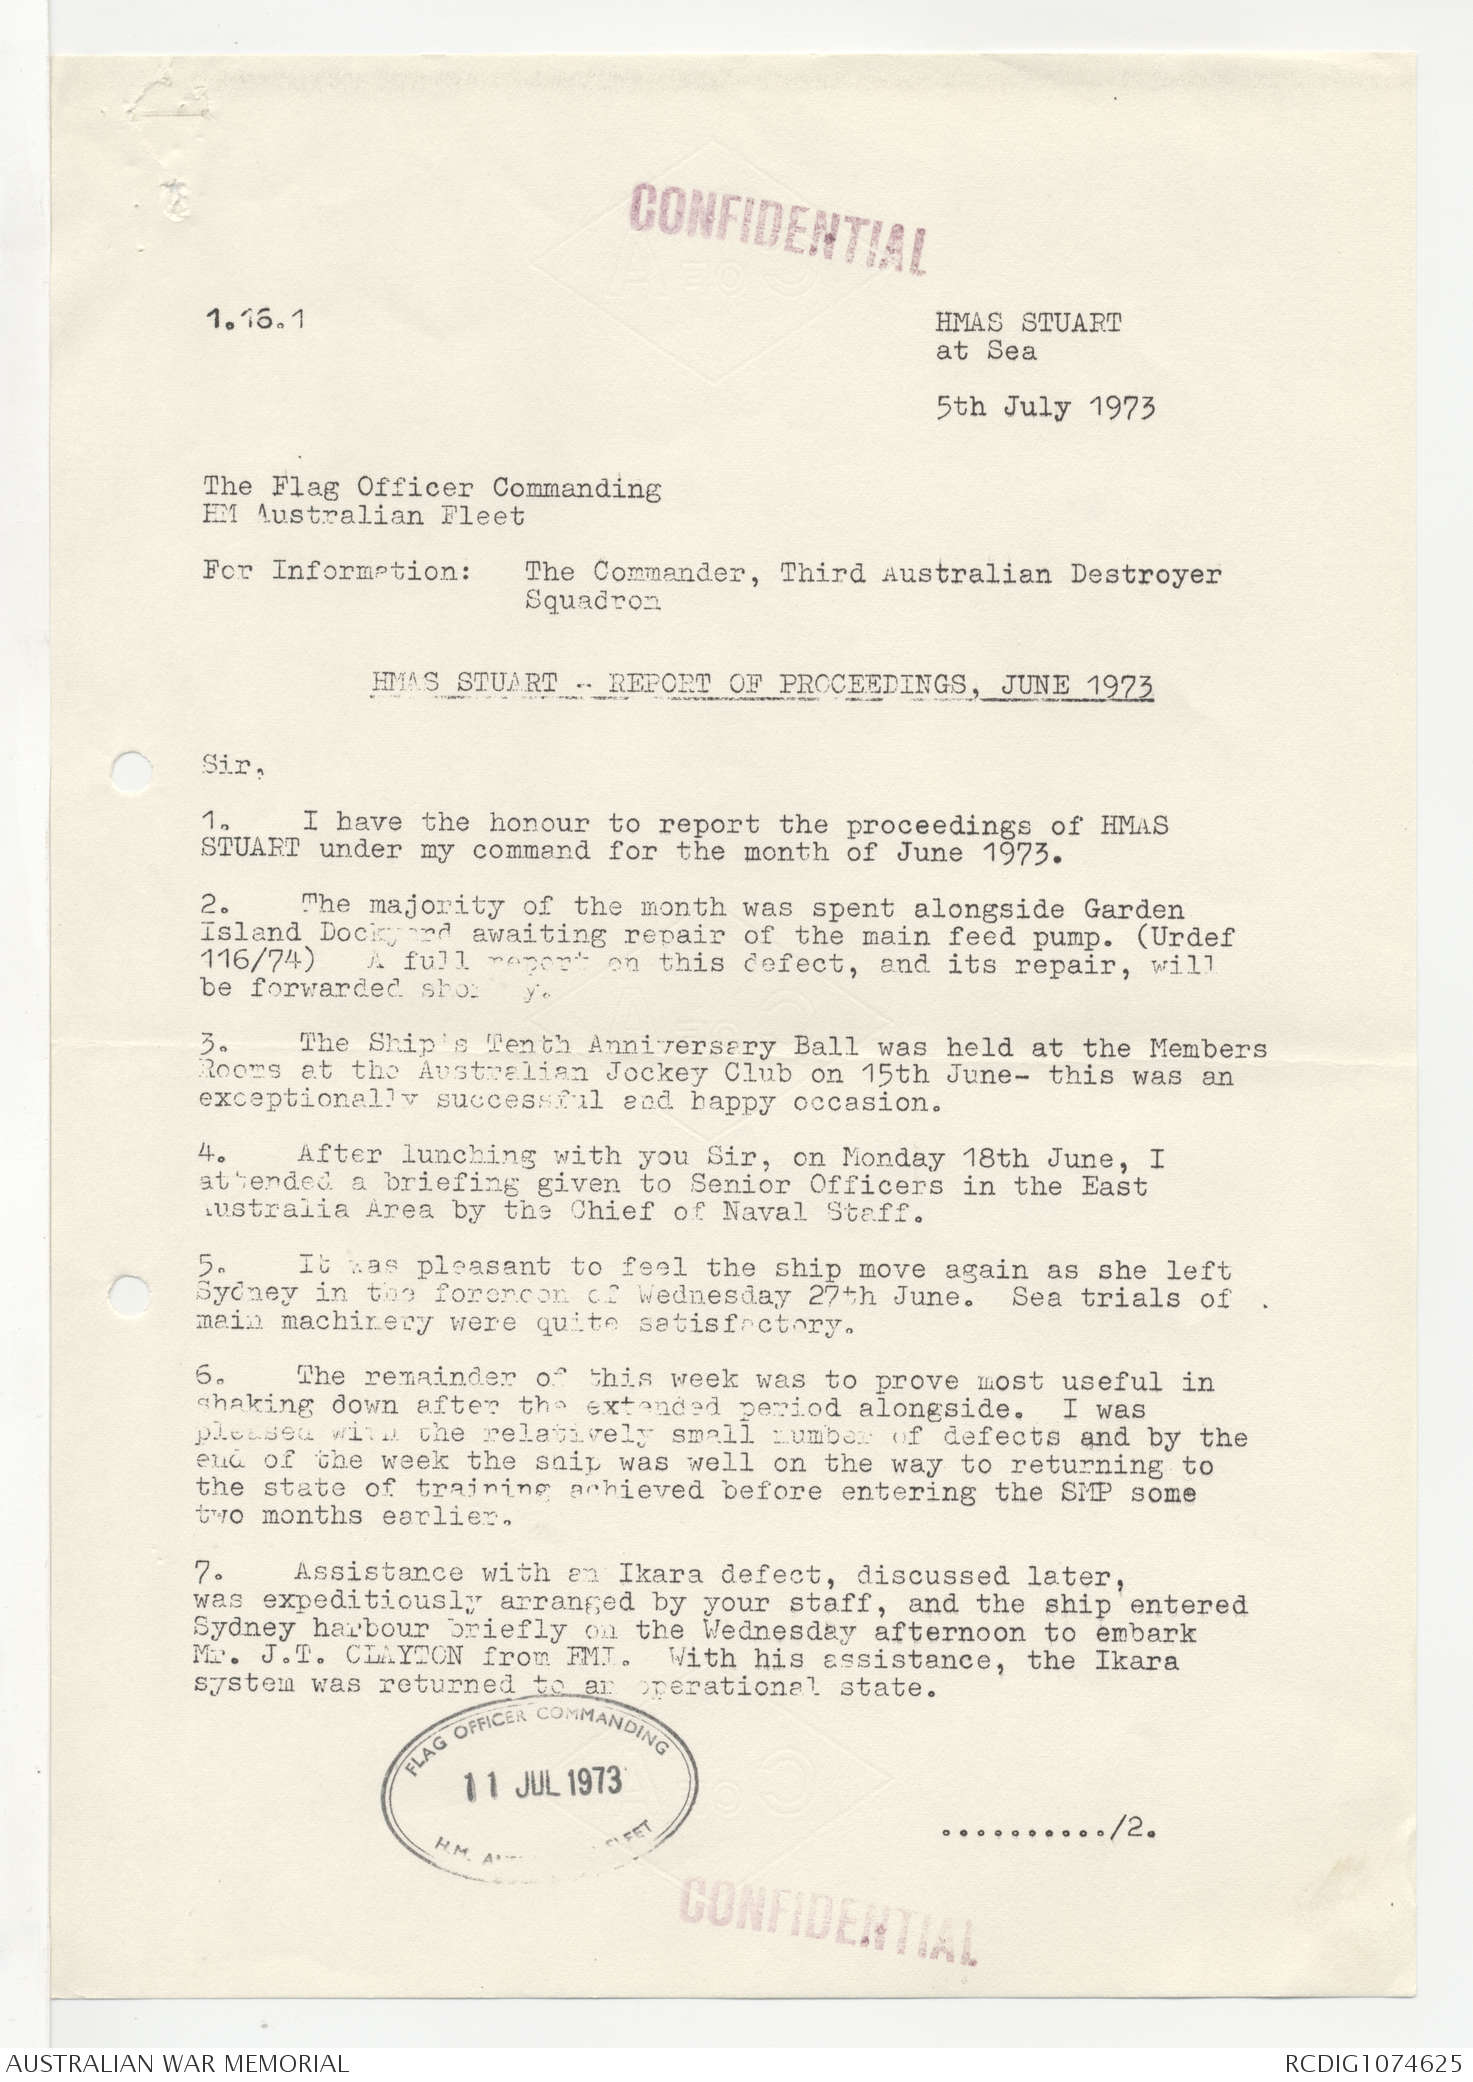 CONFIDENTIAL
1.16.1
HMAS STUART
at Sea
5th July 1973
The Flag Officer Commanding
HM Australian Fleet
For Information: The Commander, Third Australian Destroyer
Squadron
HMAS STUART - REPORT OF PROCEEDINGS, JUNE 1973
Sir,
1. I have the honour to report the proceedings of HMAS
STUART under my command for the month of June 1973.
2. The majority of the month was spent alongside Garden
Island Dockyard awaiting repair of the main feed pump. (Urdef
116/74) A full report on this defect, and its repair, will
be forwarded shortly.
3. The Ship's Tenth Anniversary Ball was held at the Members
Rooms at the Australian Jockey Club on 15th June- this was an
exceptionally successful and happy occasion.
4. After lunching with you Sir, on Monday 18th June, I
attended a briefing given to Senior Officers in the East
Australia Area by the Chief of Naval Staff.
5. It was pleasant to feel the ship move again as she left
Sydney in the forenoon of Wednesday 27th June. Sea trials of
main machinery were quite satisfactory.
6. The remainder of this week was to prove most useful in
shaking down after the extended period alongside. I was
pleased with the relatively small number of defects and by the
end of the week the ship was well on the way to returning to
the state of training achieved before entering the SMP some
two months earlier.
7. Assistance with an Ikara defect, discussed later,
was expeditiously arranged by your staff, and the ship entered
Sydney harbour briefly on the Wednesday afternoon to embark
Mr. J.T. CLAYTON from FMI. With his assistance, the Ikara
system was returned to an operational state.
FLAG OFFICER COMMANDING
11 JUL 1973
H.M. AUSTRALIAN FLEET
.........../2.
CONFIDENTIAL
AUSTRALIAN WAR MEMORIAL
RCDIG1074625